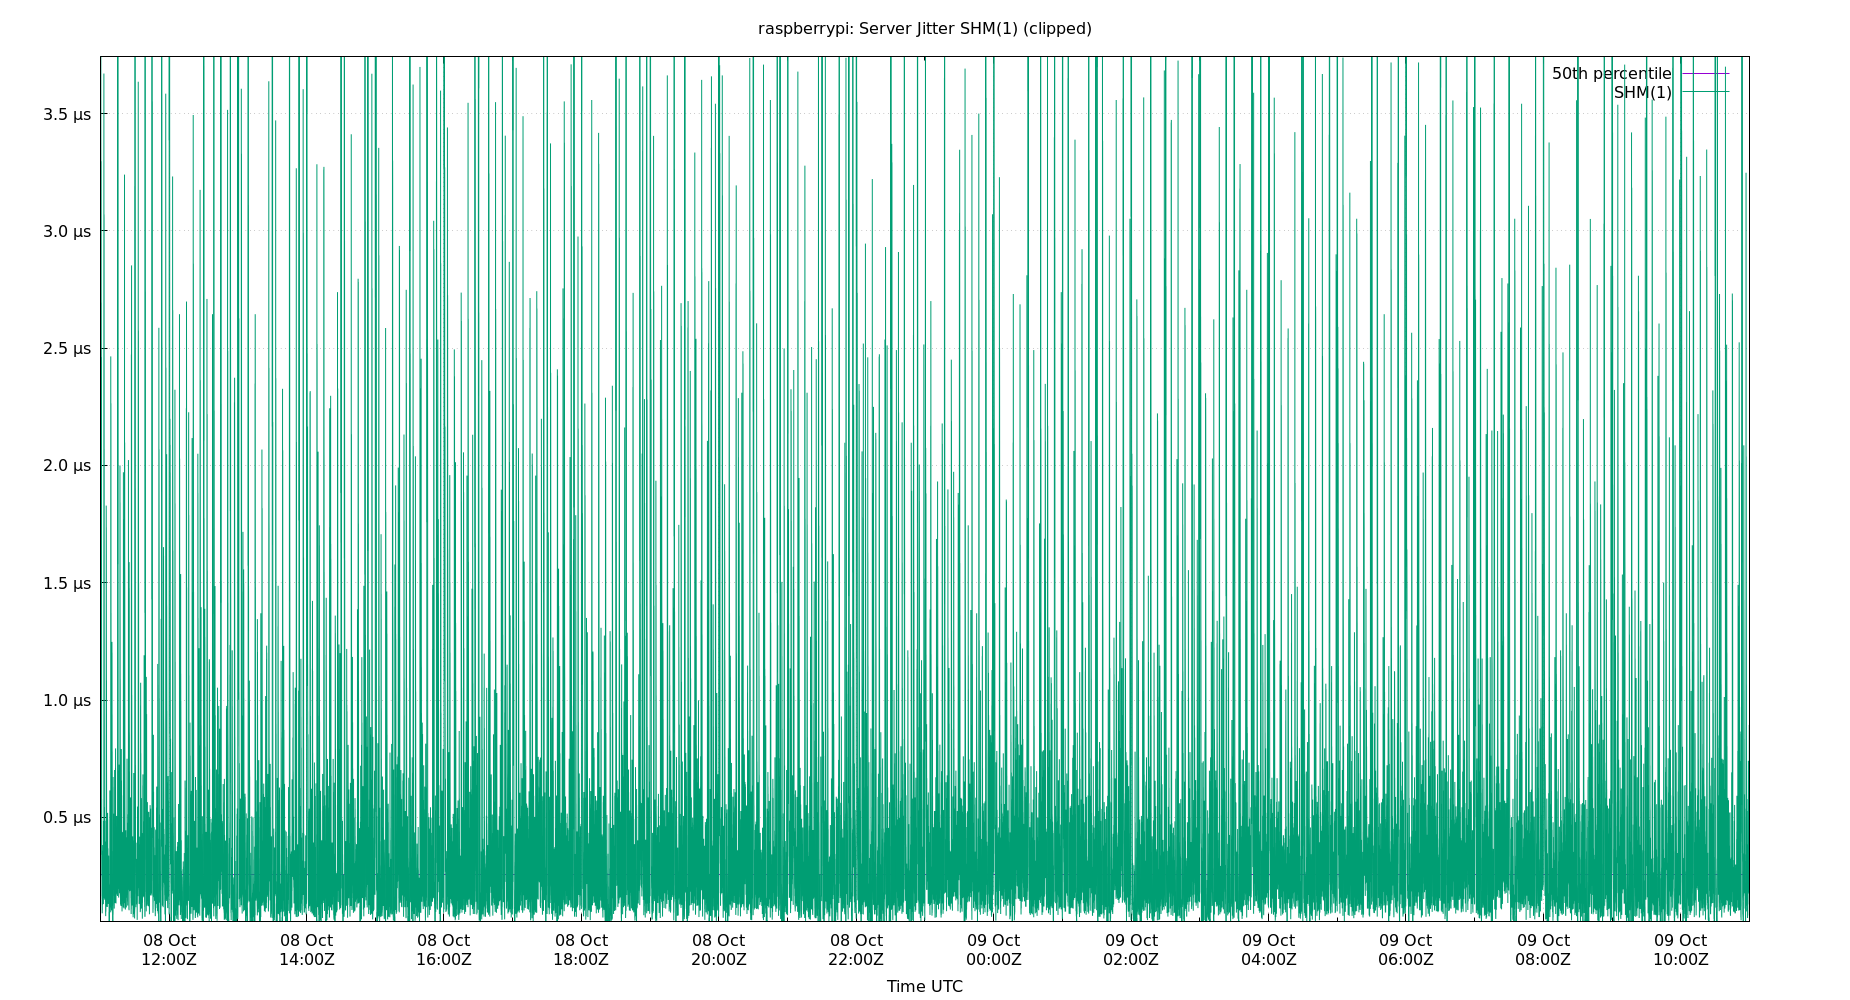 raspberrypi: Server Jitter SHM(1) (clipped)
50th percentile
SHM(1)
3.5 µs
3.0 µs
2.5 µs
2.0 µs
1.5 µs
1.0 µs
0.5 µs
08 Oct 08 Oct 08 Oct 08 Oct 08 Oct 08 Oct 09 Oct 09 Oct 09 Oct 09 Oct 09 Oct 09 Oct
12:00Z 14:00Z 16:00Z 18:00Z 20:00Z 22:00Z 00:00Z 02:00Z 04:00Z 06:00Z 08:00Z 10:00Z
Time UTC